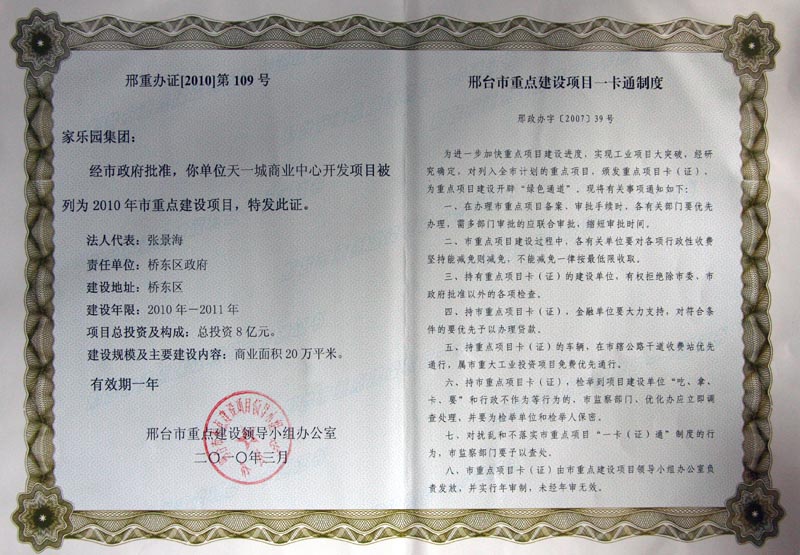 邢重办证[2010]第 109 号
家乐园集团：
经市政府批准，你单位天一城商业中心开发项目被
列为 2010 年市重点建设项目，特发此证。
法人代表：张景海
责任单位：桥东区政府
建设地址：桥东区
建设年限：2010 年－2011 年
项目总投资及构成：总投资 8 亿元。
建设规模及主要建设内容：商业面积 20 万平米。
有效期一年
邢台市重点建设领导小组办公室
二〇一〇年三月
邢台市重点建设项目一卡通制度
邢政办字〔2007〕39 号
为进一步加快重点项目建设进度，实现工业项目大突破，经研
究确定，对列入全市计划的重点项目，颁发重点项目卡（证），
为重点项目建设开辟“绿色通道”。现将有关事项通知如下：
一、在办理市重点项目备案、审批手续时，各有关部门要优先
办理，需多部门审批的应联合审批，缩短审批时间。
二、市重点项目建设过程中，各有关单位要对各项行政性收费
坚持能减免则减免，不能减免一律按最低限收取。
三、持有重点项目卡（证）的建设单位，有权拒绝除市委、市
政府批准以外的各项检查。
四、持市重点项目卡（证），金融单位要大力支持，对符合条
件的要优先予以办理贷款。
五、持重点项目卡（证）的车辆，在市辖公路干道收费站优先
通行，属市重大工业投资项目免费优先通行。
六、持市重点项目卡（证），检举到项目建设单位“吃、拿、
卡、要”和行政不作为等行为的，市监察部门、优化办应立即调
查处理，并要为检举单位和检举人保密。
七、对扰乱和不落实市重点项目“一卡（证）通”制度的行
为，市监察部门要予以查处。
八、市重点项目卡（证）由市重点建设项目领导小组办公室负
责发放，并实行年审制，未经年审无效。